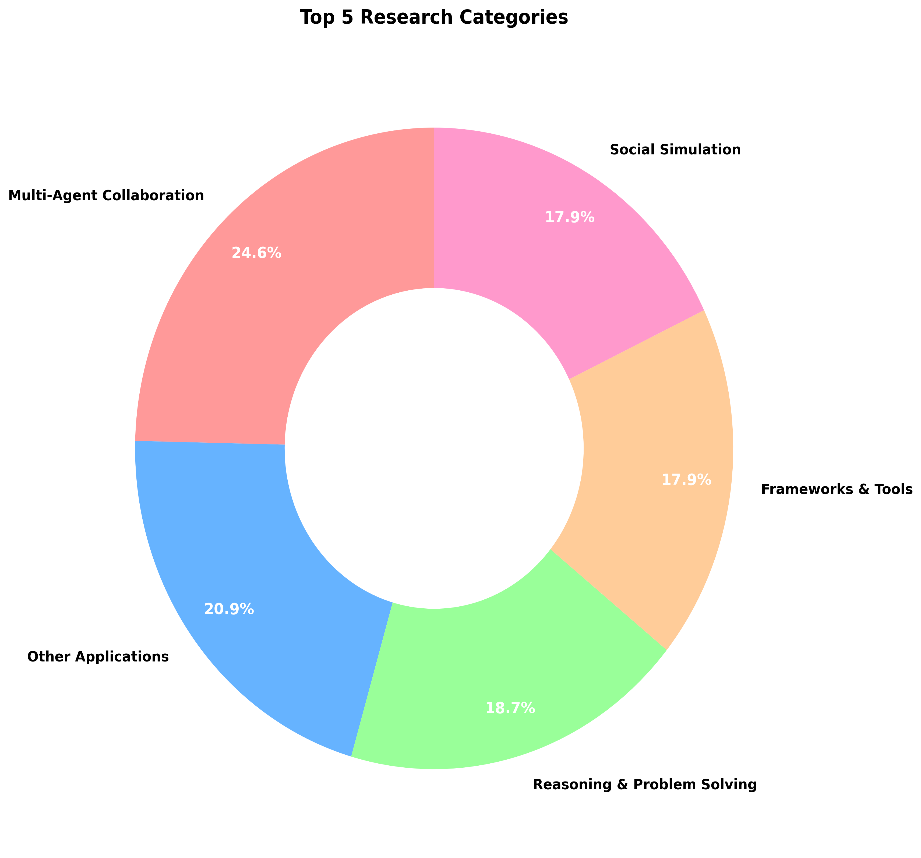 Top 5 Research Categories
Social Simulation
Multi-Agent Collaboration
17.9%
24.6%
17.9%
Frameworks & Tools
20.9%
Other Applications
18.7%
Reasoning & Problem Solving